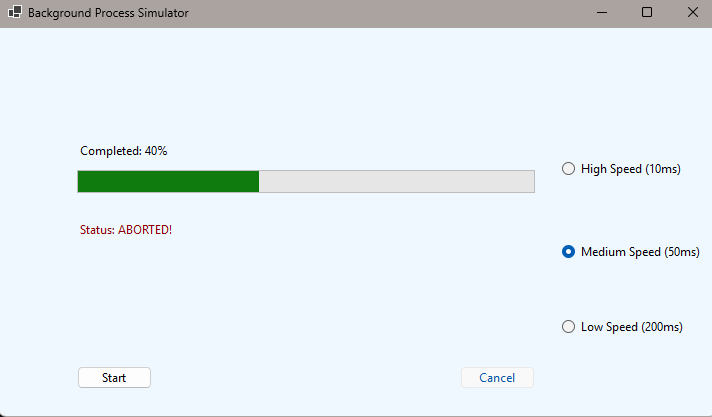 Background Process Simulator
Completed: 40%
High Speed (10ms)
Status: ABORTED!
Medium Speed (50ms)
Low Speed (200ms)
Start
Cancel